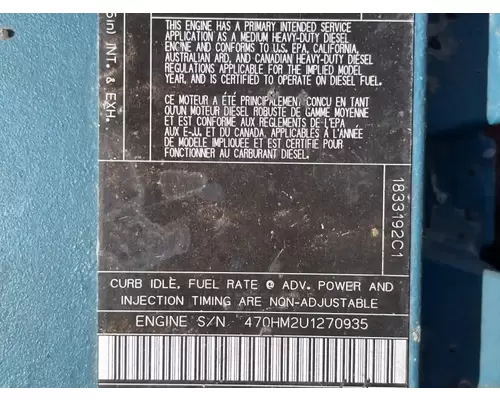 THIS ENGINE HAS A PRIMARY INTENDED SERVICE
APPLICATION AS A MEDIUM HEAVY-DUTY DIESEL
ENGINE AND CONFORMS TO U.S. EPA, CALIFORNIA,
AUSTRALIAN ARD, AND CANADIAN HEAVY-DUTY DIESEL
REGULATIONS APPLICABLE FOR THE IMPLIED MODEL
YEAR, AND IS CERTIFIED TO OPERATE ON DIESEL FUEL.
CE MOTEUR A ÉTÉ PRINCIPALEMENT CONCU EN TANT
QU'UN MOTEUR DIESEL ROBUSTE DE GAMME MOYENNE
ET EST CONFORME AUX RÉGLEMENTS DE L'EPA
AUX E-U. ET DU CANADA, APPLICABLES À L'ANNÉE
DE MODÈLE IMPLIQUÉE ET EST CERTIFIÉ POUR
FONCTIONNER AU CARBURANT DIESEL.
5in) INT. & EXH.
1833192C1
CURB IDLE, FUEL RATE @ ADV. POWER AND
INJECTION TIMING ARE NON-ADJUSTABLE
ENGINE S/N 470HM2U1270935